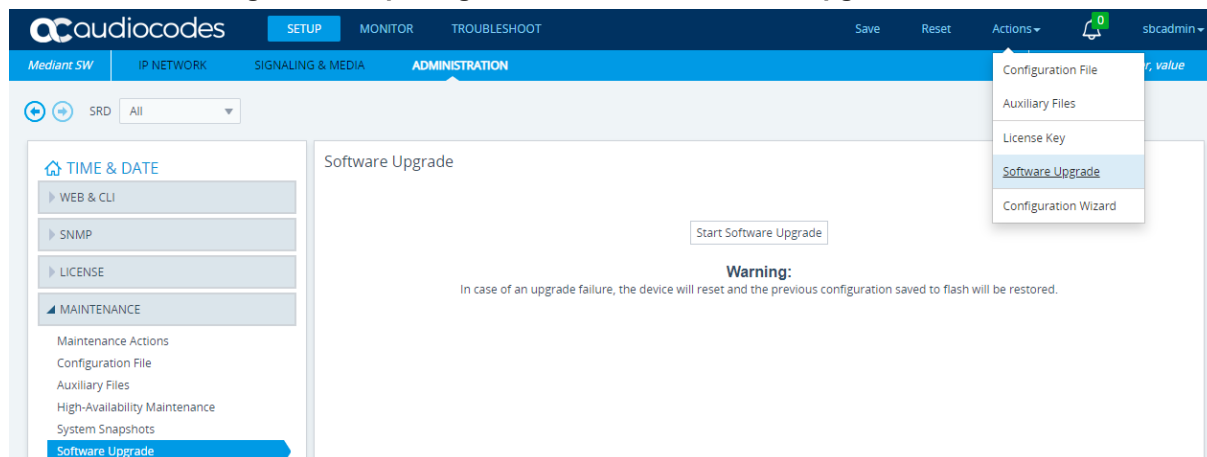 audiocodes SETUP MONITOR TROUBLESHOOT Save Reset Actions 0 sbcadmin
Mediant SW IP NETWORK SIGNALING & MEDIA ADMINISTRATION r, value
Configuration File
Auxiliary Files
License Key
Software Upgrade
Configuration Wizard
SRD All
TIME & DATE
WEB & CLI
SNMP
LICENSE
MAINTENANCE
Maintenance Actions
Configuration File
Auxiliary Files
High-Availability Maintenance
System Snapshots
Software Upgrade
Software Upgrade
Start Software Upgrade
Warning:
In case of an upgrade failure, the device will reset and the previous configuration saved to flash will be restored.